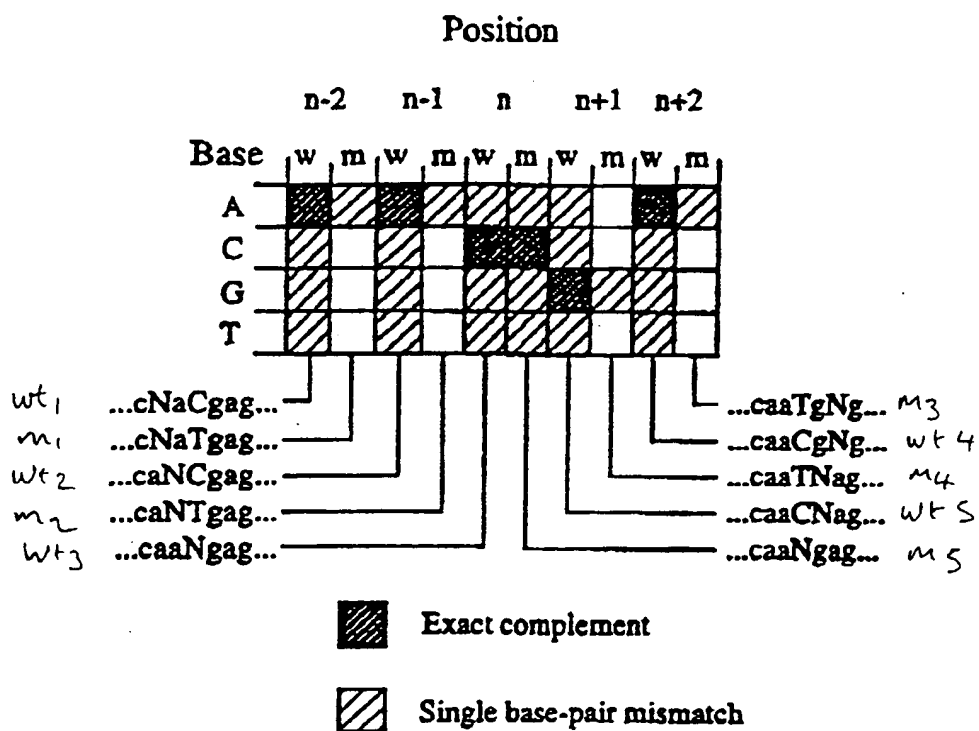 Position
n-2 n-1 n n+1 n+2
Base w m w m w m w m w m
A
C
G
T
wt1 ...cNaCgag...
m1 ...cNaTgag...
wt2 ...caNCgag...
m2 ...caNTgag...
wt3 ...caaNgag...
...caaTgNg... m3
...caaCgNg... wt4
...caaTNag... m4
...caaCNag... wt5
...caaNgag... m5
Exact complement
Single base-pair mismatch